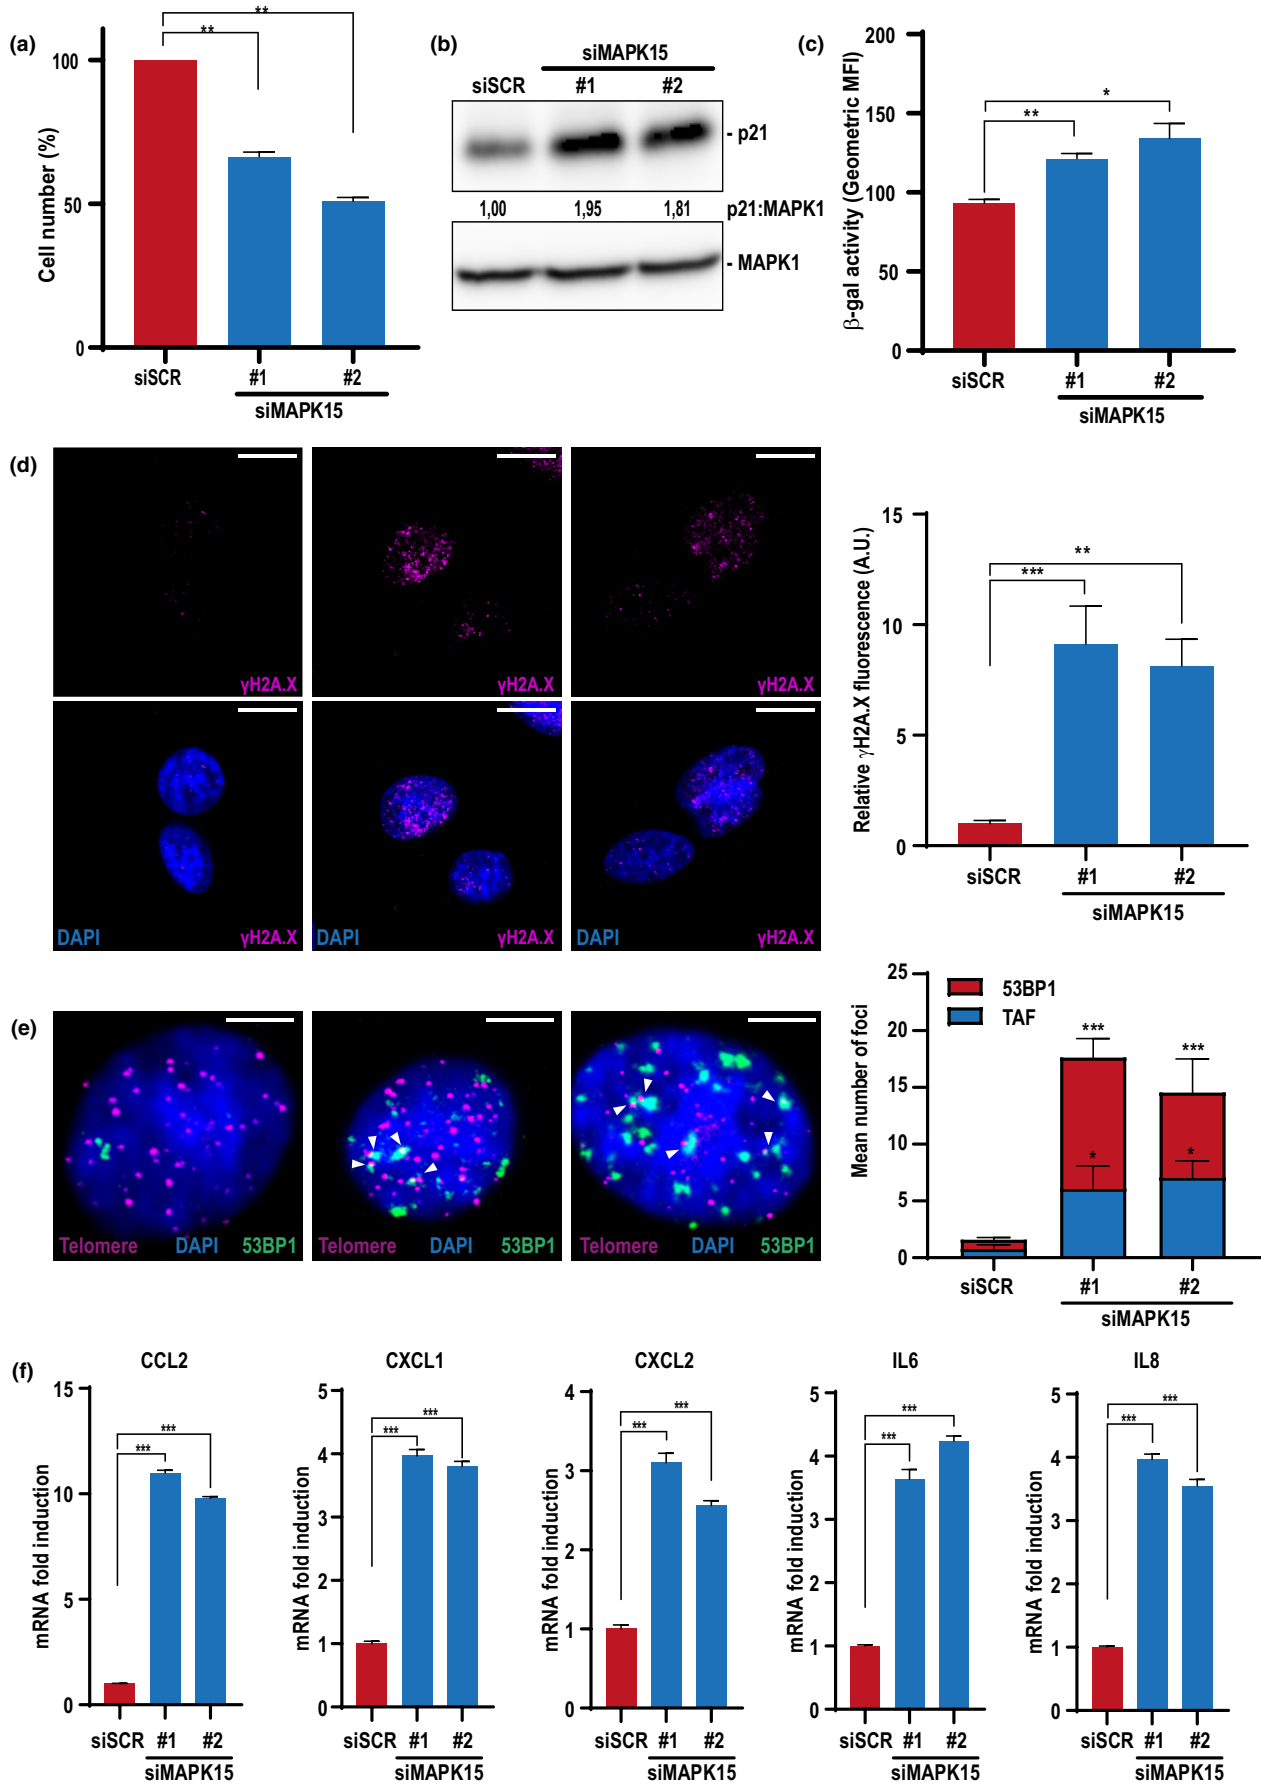 (a)
Cell number (%)
100
50
0
**
**
siSCR
#1
#2
siMAPK15
(b)
siMAPK15
siSCR
#1
#2
- p21
1,00
1,95
1,81
p21:MAPK1
- MAPK1
(c)
β-gal activity (Geometric MFI)
200
150
100
50
0
**
*
siSCR
#1
#2
siMAPK15
(d)
γH2A.X
γH2A.X
γH2A.X
DAPI
γH2A.X
DAPI
γH2A.X
DAPI
γH2A.X
Relative γH2A.X fluorescence (A.U.)
15
10
5
0
***
**
siSCR
#1
#2
siMAPK15
(e)
Telomere
DAPI
53BP1
Telomere
DAPI
53BP1
Telomere
DAPI
53BP1
Mean number of foci
25
20
15
10
5
0
53BP1
TAF
***
***
*
*
siSCR
#1
#2
siMAPK15
(f)
CCL2
mRNA fold induction
15
10
5
0
***
***
siSCR
#1
#2
siMAPK15
CXCL1
mRNA fold induction
5
4
3
2
1
0
***
***
siSCR
#1
#2
siMAPK15
CXCL2
mRNA fold induction
4
3
2
1
0
***
***
siSCR
#1
#2
siMAPK15
IL6
mRNA fold induction
5
4
3
2
1
0
***
***
siSCR
#1
#2
siMAPK15
IL8
mRNA fold induction
5
4
3
2
1
0
***
***
siSCR
#1
#2
siMAPK15